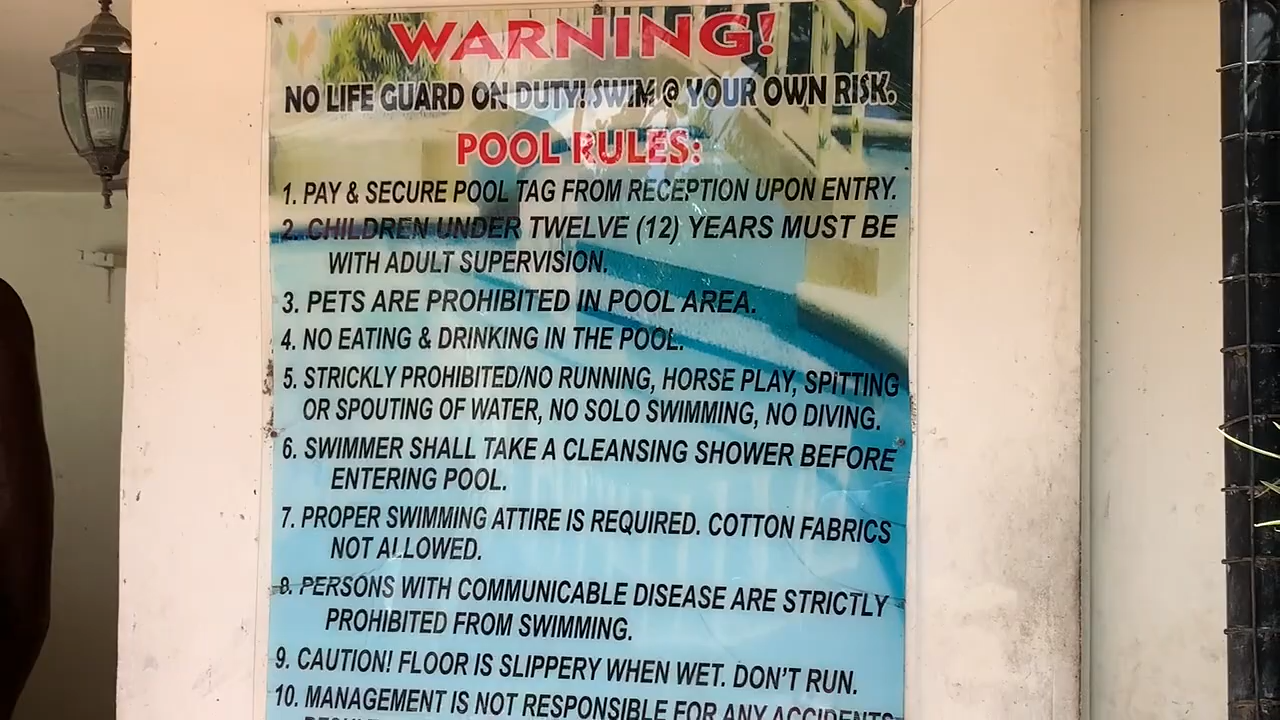 WARNING!
NO LIFE GUARD ON DUTY! SWIM @ YOUR OWN RISK.
POOL RULES:
1. PAY & SECURE POOL TAG FROM RECEPTION UPON ENTRY.
2. CHILDREN UNDER TWELVE (12) YEARS MUST BE
WITH ADULT SUPERVISION.
3. PETS ARE PROHIBITED IN POOL AREA.
4. NO EATING & DRINKING IN THE POOL.
5. STRICKLY PROHIBITED/NO RUNNING, HORSE PLAY, SPITTING
OR SPOUTING OF WATER, NO SOLO SWIMMING, NO DIVING.
6. SWIMMER SHALL TAKE A CLEANSING SHOWER BEFORE
ENTERING POOL.
7. PROPER SWIMMING ATTIRE IS REQUIRED. COTTON FABRICS
NOT ALLOWED.
8. PERSONS WITH COMMUNICABLE DISEASE ARE STRICTLY
PROHIBITED FROM SWIMMING.
9. CAUTION! FLOOR IS SLIPPERY WHEN WET. DON'T RUN.
10. MANAGEMENT IS NOT RESPONSIBLE FOR ANY ACCIDENTS